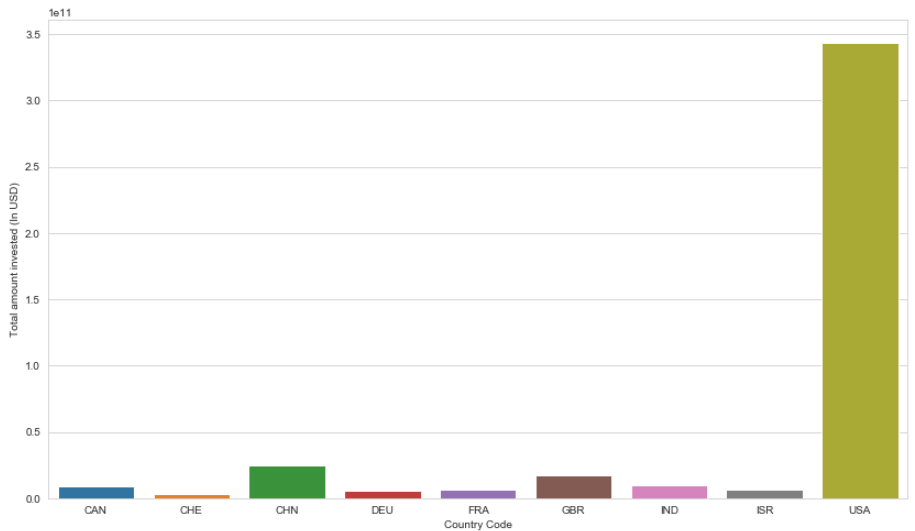 1e11
Total amount invested (In USD)
3.5
3.0
2.5
2.0
1.5
1.0
0.5
0.0
CAN CHE CHN DEU FRA GBR IND ISR USA
Country Code